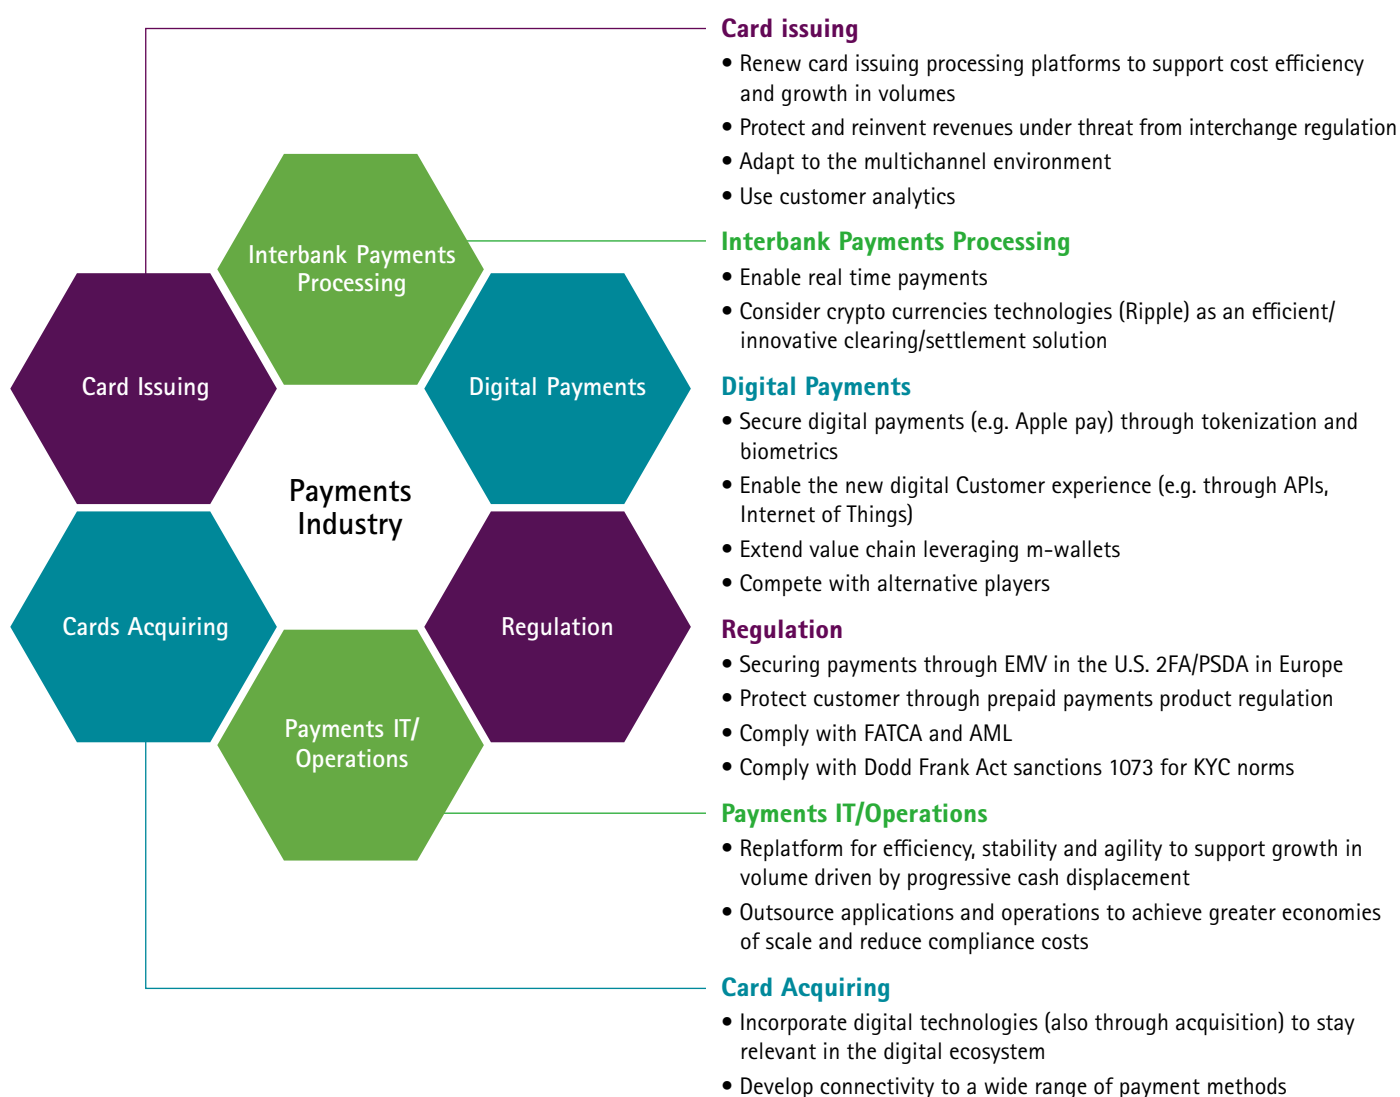 Card issuing
• Renew card issuing processing platforms to support cost efficiency
and growth in volumes
• Protect and reinvent revenues under threat from interchange regulation
• Adapt to the multichannel environment
• Use customer analytics
Interbank Payments Processing
• Enable real time payments
• Consider crypto currencies technologies (Ripple) as an efficient/
innovative clearing/settlement solution
Digital Payments
• Secure digital payments (e.g. Apple pay) through tokenization and
biometrics
• Enable the new digital Customer experience (e.g. through APIs,
Internet of Things)
• Extend value chain leveraging m-wallets
• Compete with alternative players
Regulation
• Securing payments through EMV in the U.S. 2FA/PSDA in Europe
• Protect customer through prepaid payments product regulation
• Comply with FATCA and AML
• Comply with Dodd Frank Act sanctions 1073 for KYC norms
Payments IT/Operations
• Replatform for efficiency, stability and agility to support growth in
volume driven by progressive cash displacement
• Outsource applications and operations to achieve greater economies
of scale and reduce compliance costs
Card Acquiring
• Incorporate digital technologies (also through acquisition) to stay
relevant in the digital ecosystem
• Develop connectivity to a wide range of payment methods
Interbank Payments
Processing
Card Issuing
Digital Payments
Payments
Industry
Cards Acquiring
Regulation
Payments IT/
Operations